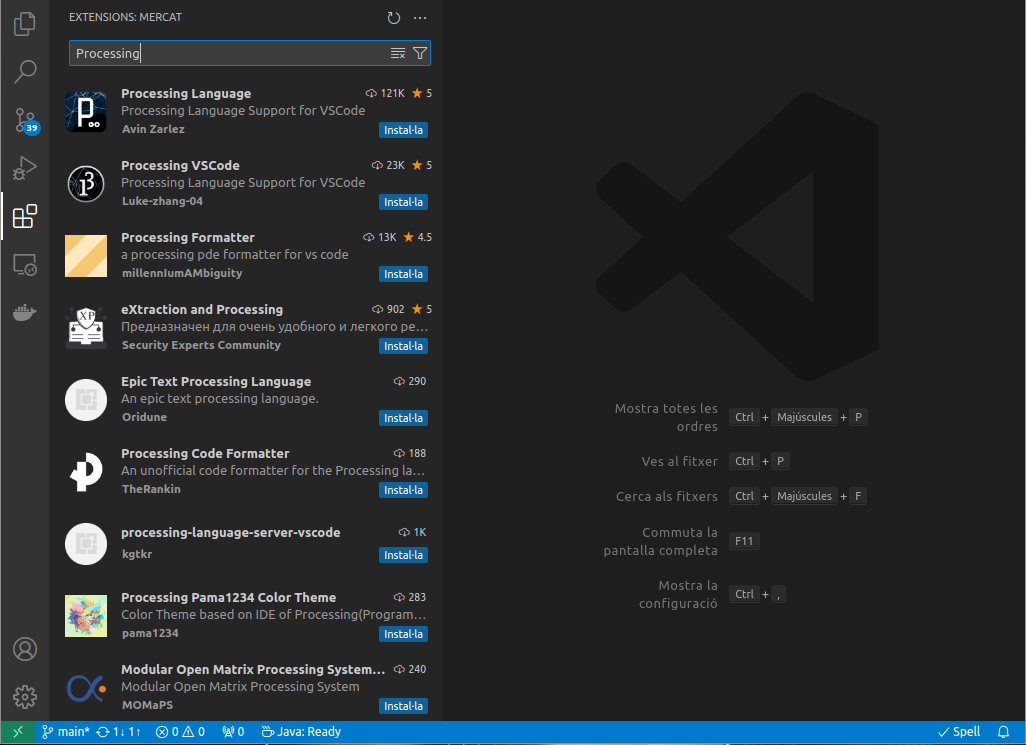 EXTENSIONS: MERCAT
Processing
Processing Language 121K 5
Processing Language Support for VSCode
Avin Zarlez Instal·la
Processing VSCode 23K 5
Processing Language Support for VSCode
Luke-zhang-04 Instal·la
Processing Formatter 13K 4.5
a processing pde formatter for vs code
millennIumAMbiguity Instal·la
eXtraction and Processing 902 5
Предназначен для очень удобного и легкого ре...
Security Experts Community Instal·la
Epic Text Processing Language 290
An epic text processing language.
Oridune Instal·la
Processing Code Formatter 188
An unofficial code formatter for the Processing la...
TheRankin Instal·la
processing-language-server-vscode 1K
kgtkr Instal·la
Processing Pama1234 Color Theme 283
Color Theme based on IDE of Processing(Program...
pama1234 Instal·la
Modular Open Matrix Processing System... 240
Modular Open Matrix Processing System
MOMaPS Instal·la
39
XP
Mostra totes les
ordres Ctrl + Majúscules + P
Ves al fitxer Ctrl + P
Cerca als fitxers Ctrl + Majúscules + F
Commuta la
pantalla completa F11
Mostra la
configuració Ctrl + ,
main* 1↓ 1↑ 0 0 0 Java: Ready Spell